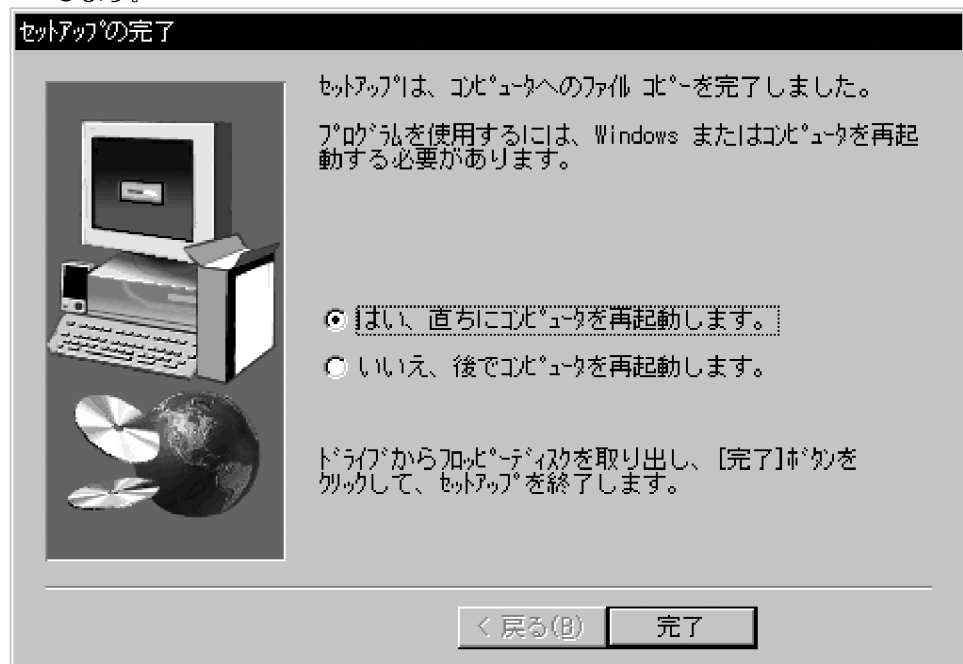 します。
ｾｯﾄｱｯﾌﾟの完了
ｾｯﾄｱｯﾌﾟは、ｺﾝﾋﾟｭｰﾀへのﾌｧｲﾙ ｺﾋﾟｰを完了しました。
ﾌﾟﾛｸﾞﾗﾑを使用するには、Windows またはｺﾝﾋﾟｭｰﾀを再起
動する必要があります。
はい、直ちにｺﾝﾋﾟｭｰﾀを再起動します。
いいえ、後でｺﾝﾋﾟｭｰﾀを再起動します。
ﾄﾞﾗｲﾌﾞからﾌﾛｯﾋﾟｰﾃﾞｨｽｸを取り出し、[完了]ﾎﾞﾀﾝを
ｸﾘｯｸして、ｾｯﾄｱｯﾌﾟを終了します。
< 戻る(B)
完了